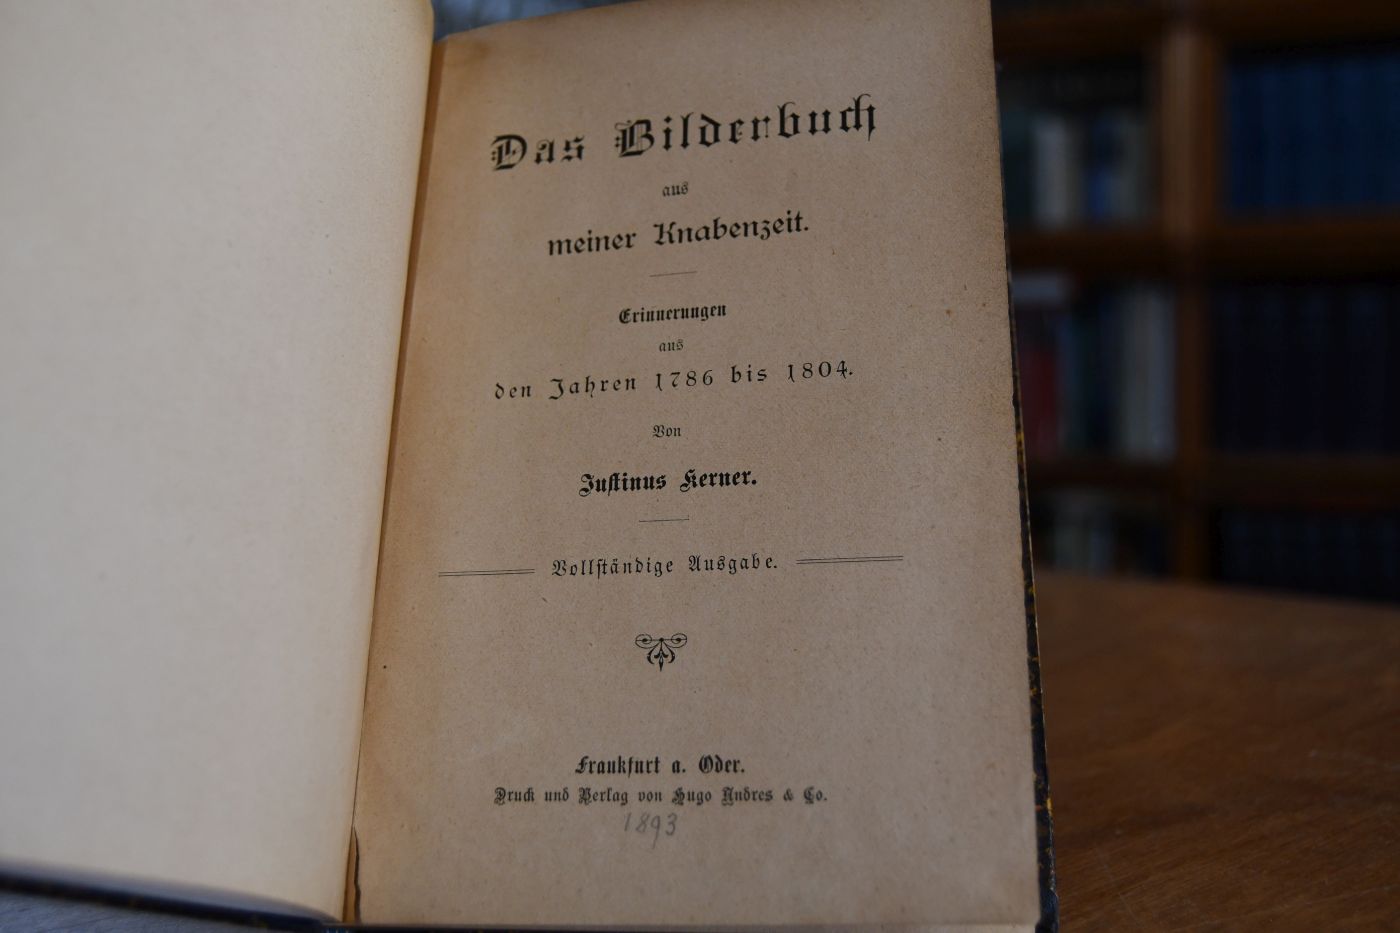 Das Bilderbuch
aus
meiner Knabenzeit.
Erinnerungen
aus
den Jahren 1786 bis 1804.
Von
Justinus Kerner.
Vollständige Ausgabe.
Frankfurt a. Oder.
Druck und Verlag von Hugo Andres & Co.
1893